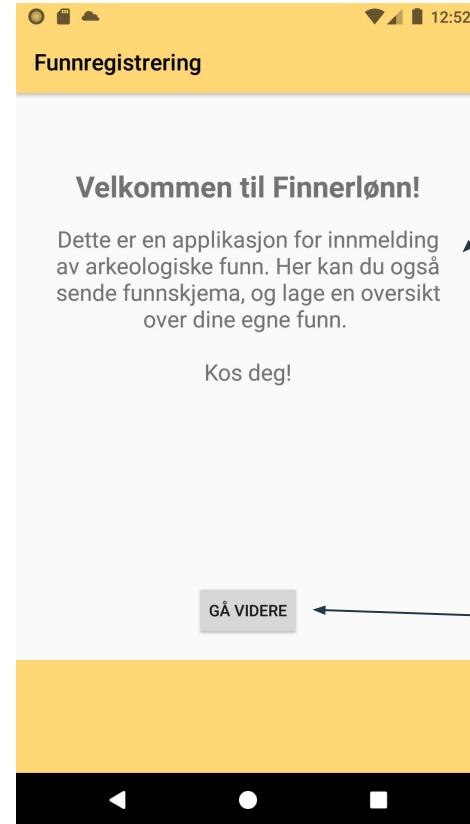 12:52
Funnregistrering
Velkommen til Finnerlønn!
Dette er en applikasjon for innmelding
av arkeologiske funn. Her kan du også
sende funnskjema, og lage en oversikt
over dine egne funn.
Kos deg!
GÅ VIDERE